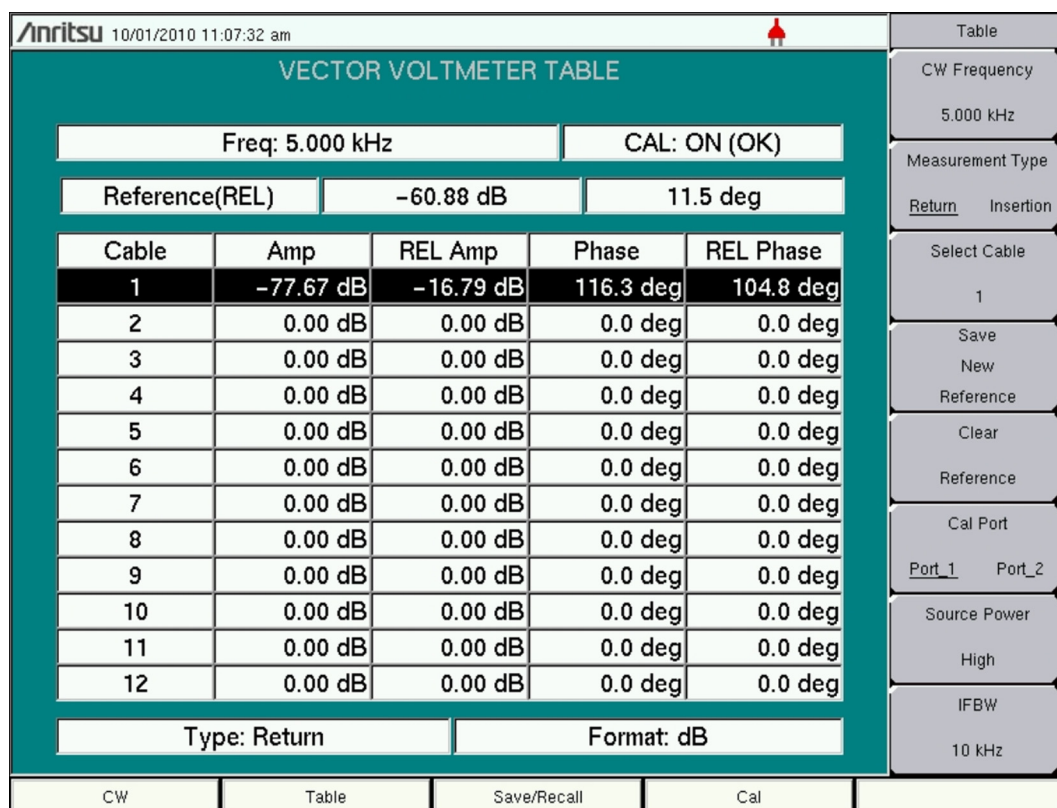 Anritsu 10/01/2010 11:07:32 am
VECTOR VOLTMETER TABLE
Freq: 5.000 kHz CAL: ON (OK)
Reference(REL) -60.88 dB 11.5 deg
Cable Amp REL Amp Phase REL Phase
1 -77.67 dB -16.79 dB 116.3 deg 104.8 deg
2 0.00 dB 0.00 dB 0.0 deg 0.0 deg
3 0.00 dB 0.00 dB 0.0 deg 0.0 deg
4 0.00 dB 0.00 dB 0.0 deg 0.0 deg
5 0.00 dB 0.00 dB 0.0 deg 0.0 deg
6 0.00 dB 0.00 dB 0.0 deg 0.0 deg
7 0.00 dB 0.00 dB 0.0 deg 0.0 deg
8 0.00 dB 0.00 dB 0.0 deg 0.0 deg
9 0.00 dB 0.00 dB 0.0 deg 0.0 deg
10 0.00 dB 0.00 dB 0.0 deg 0.0 deg
11 0.00 dB 0.00 dB 0.0 deg 0.0 deg
12 0.00 dB 0.00 dB 0.0 deg 0.0 deg
Type: Return Format: dB
Table
CW Frequency
5.000 kHz
Measurement Type
Return Insertion
Select Cable
1
Save
New
Reference
Clear
Reference
Cal Port
Port_1 Port_2
Source Power
High
IFBW
10 kHz
CW Table Save/Recall Cal